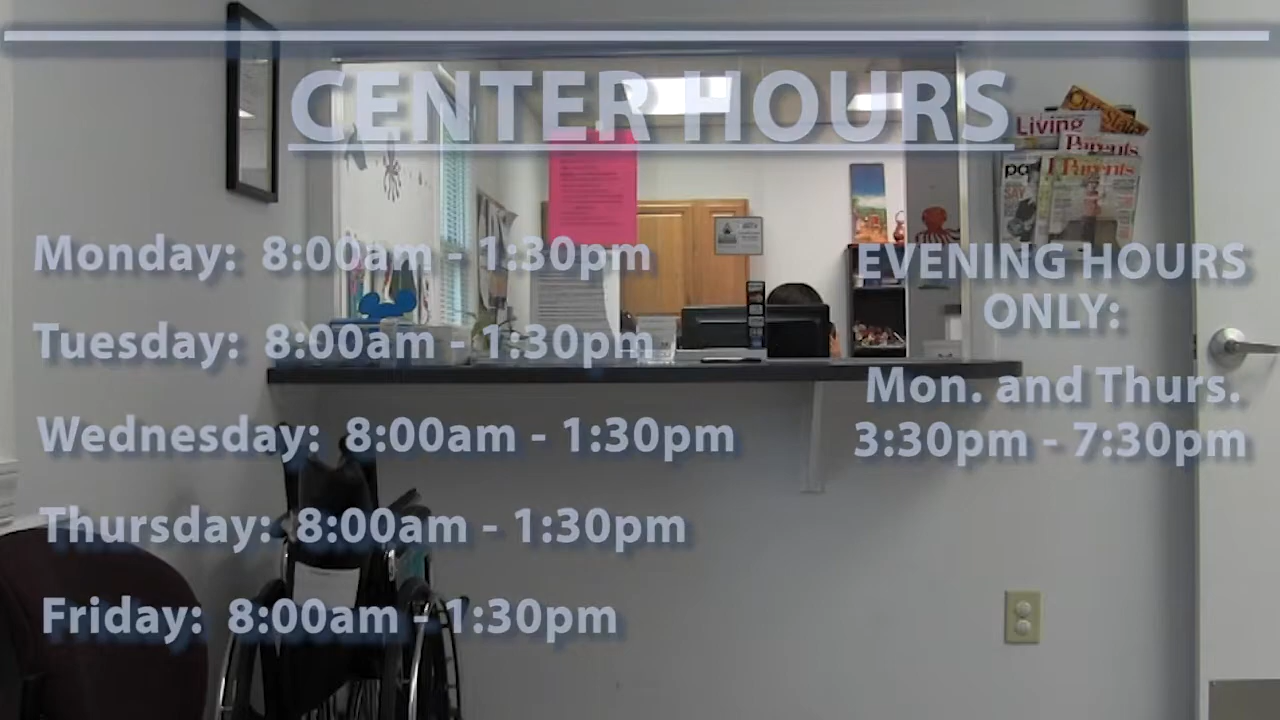 CENTER HOURS
Monday: 8:00am - 1:30pm
Tuesday: 8:00am - 1:30pm
Wednesday: 8:00am - 1:30pm
Thursday: 8:00am - 1:30pm
Friday: 8:00am - 1:30pm
EVENING HOURS
ONLY:
Mon. and Thurs.
3:30pm - 7:30pm
Living
Parents
Parents